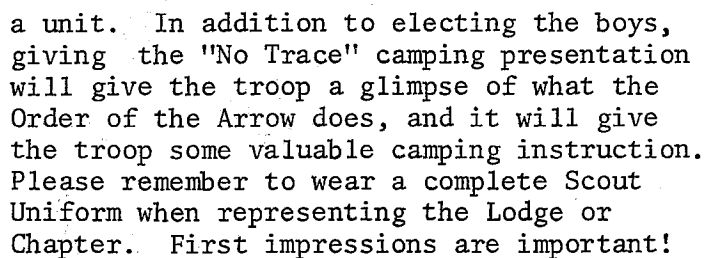 a unit.  In addition to electing the boys,
giving  the "No Trace" camping presentation
will give the troop a glimpse of what the
Order of the Arrow does, and it will give
the troop some valuable camping instruction.
Please remember to wear a complete Scout
Uniform when representing the Lodge or
Chapter.  First impressions are important!